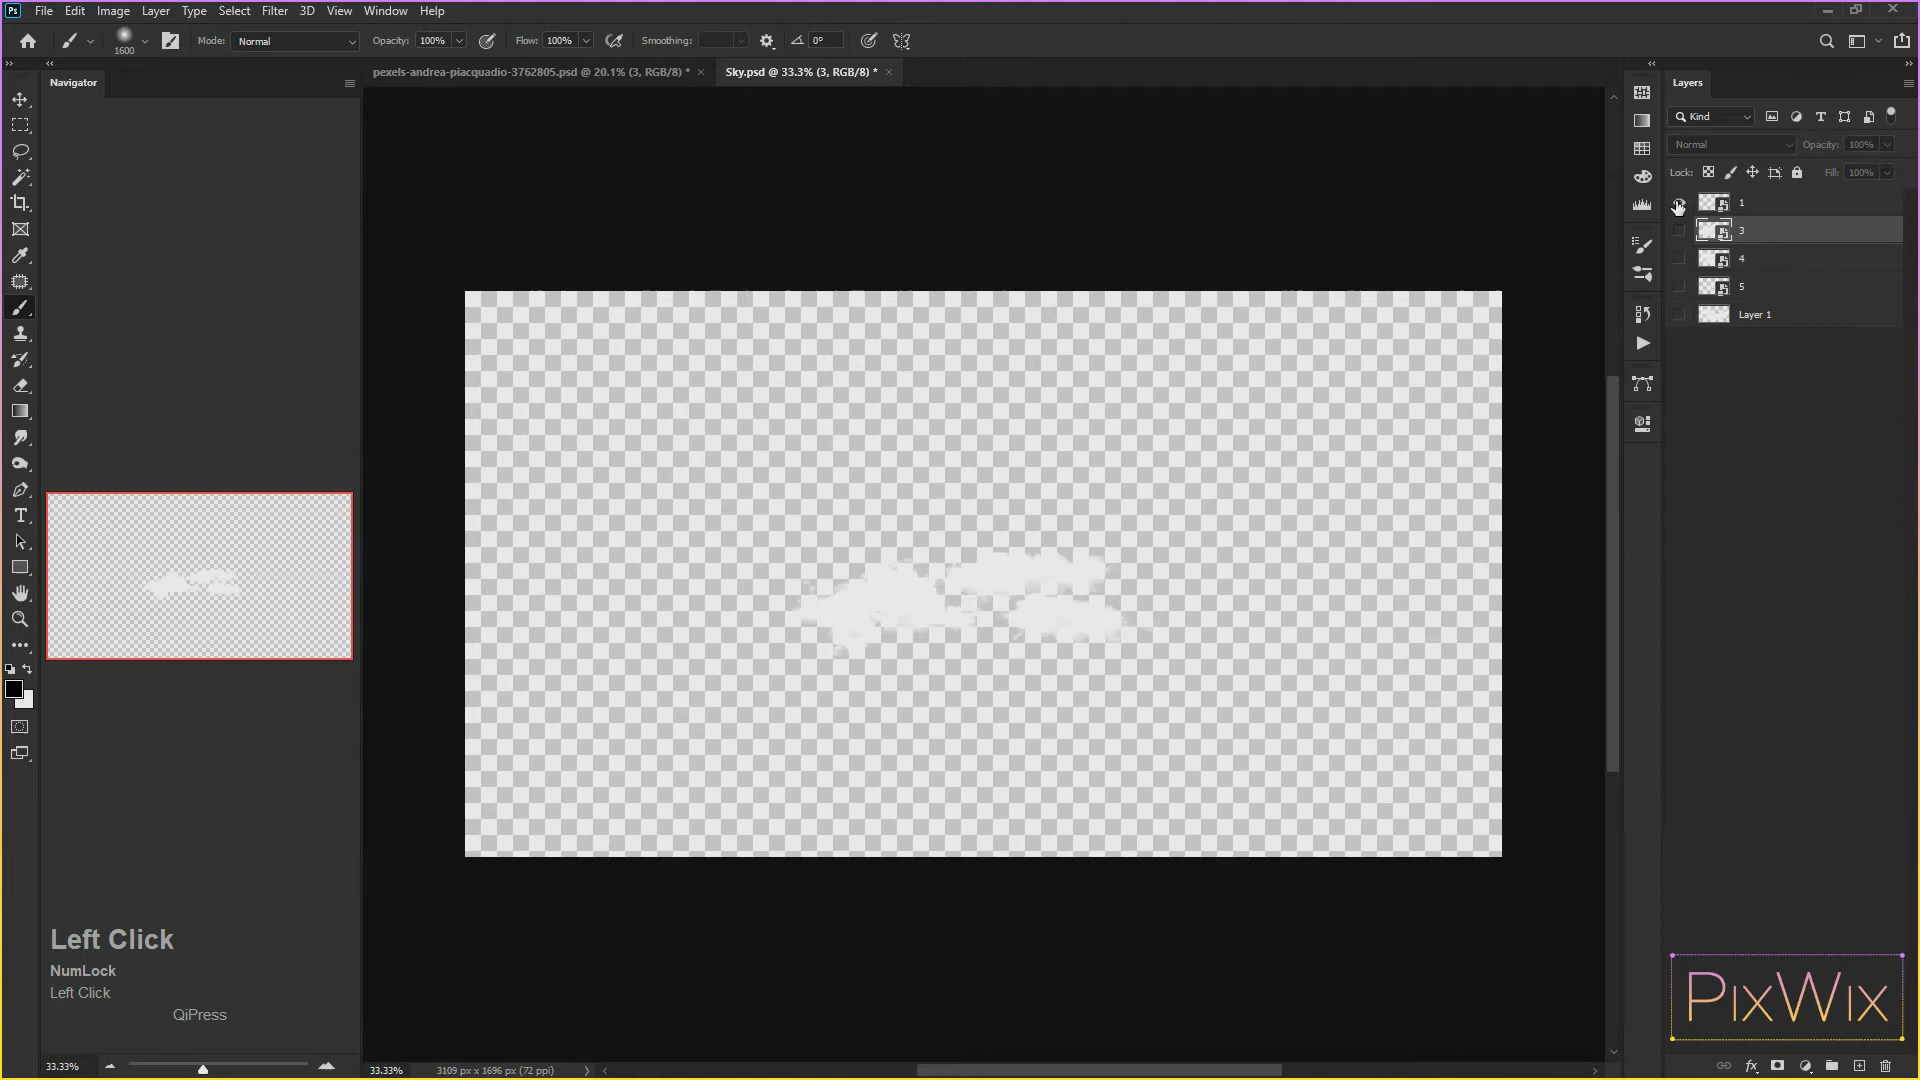 Ps File Edit Image Layer Type Select Filter 3D View Window Help
1600 Mode: Normal Opacity: 100% Flow: 100% Smoothing: 0°
pexels-andrea-piacquadio-3762805.psd @ 20.1% (3, RGB/8) * × Sky.psd @ 33.3% (3, RGB/8) * ×
Navigator
Layers
Kind
Normal Opacity: 100%
Lock: Fill: 100%
1
3
4
5
Layer 1
Left Click
NumLock
Left Click
QiPress
PixWix
33.33%
33.33% 3109 px x 1696 px (72 ppi)